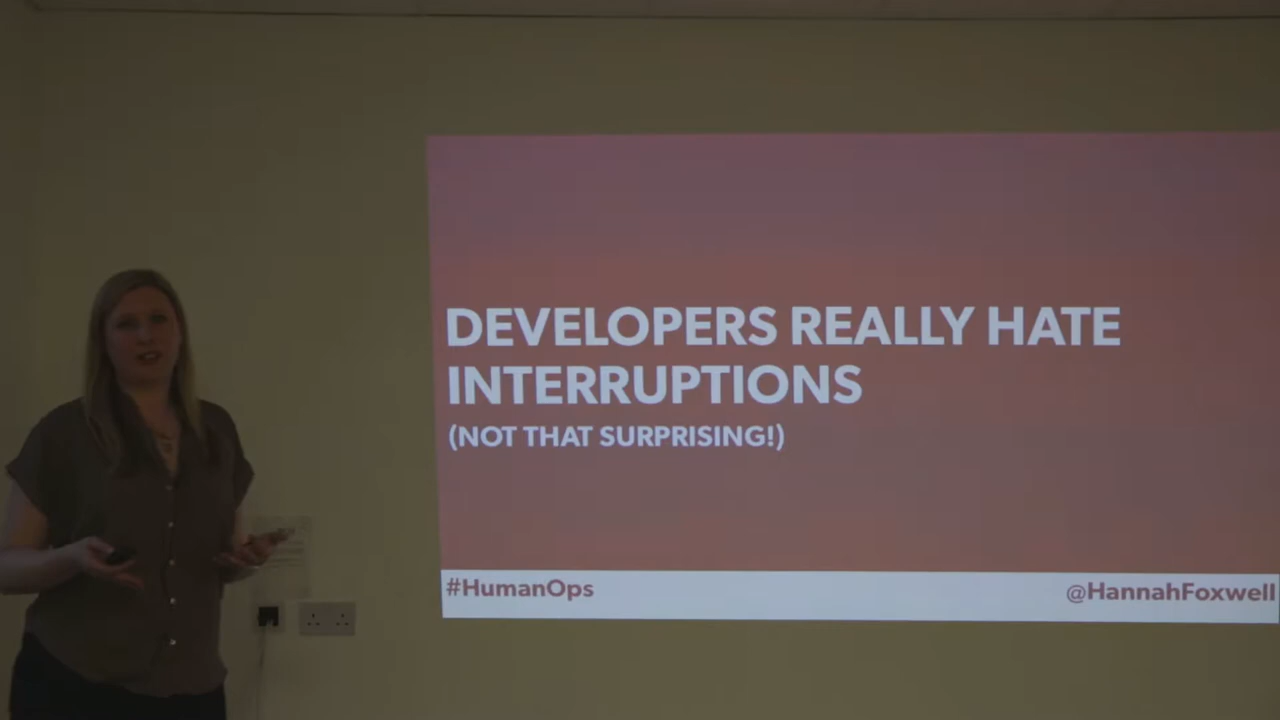 DEVELOPERS REALLY HATE
INTERRUPTIONS
(NOT THAT SURPRISING!)
#HumanOps
@HannahFoxwell